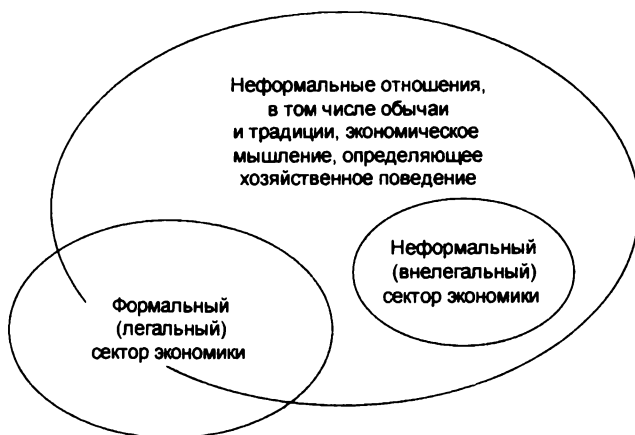 Неформальные отношения,
в том числе обычаи
и традиции, экономическое
мышление, определяющее
хозяйственное поведение
Неформальный
(внелегальный)
сектор экономики
Формальный
(легальный)
сектор экономики